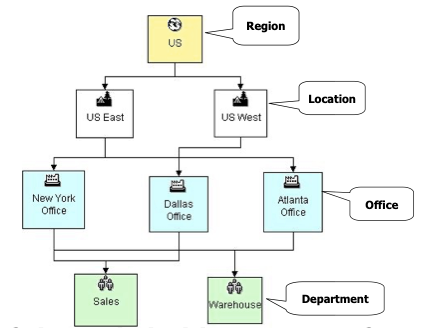 US
Region
US East
US West
Location
New York
Office
Dallas
Office
Atlanta
Office
Office
Sales
Warehouse
Department